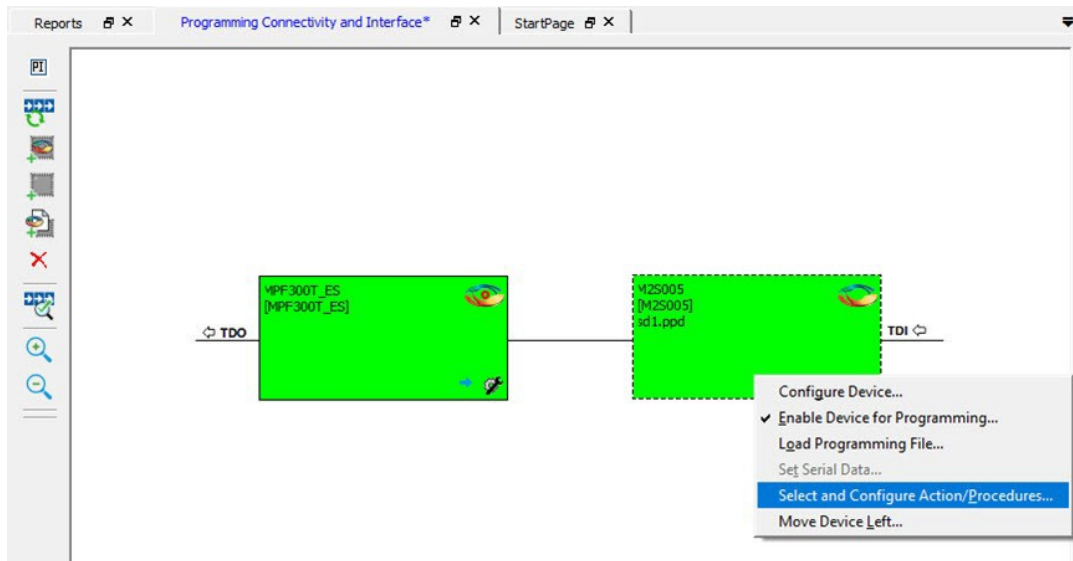 Reports
Programming Connectivity and Interface*
StartPage
PI
MPF300T_ES
[MPF300T_ES]
TDO
M2S005
[M2S005]
sd1.ppd
TDI
Configure Device...
Enable Device for Programming...
Load Programming File...
Set Serial Data...
Select and Configure Action/Procedures...
Move Device Left...